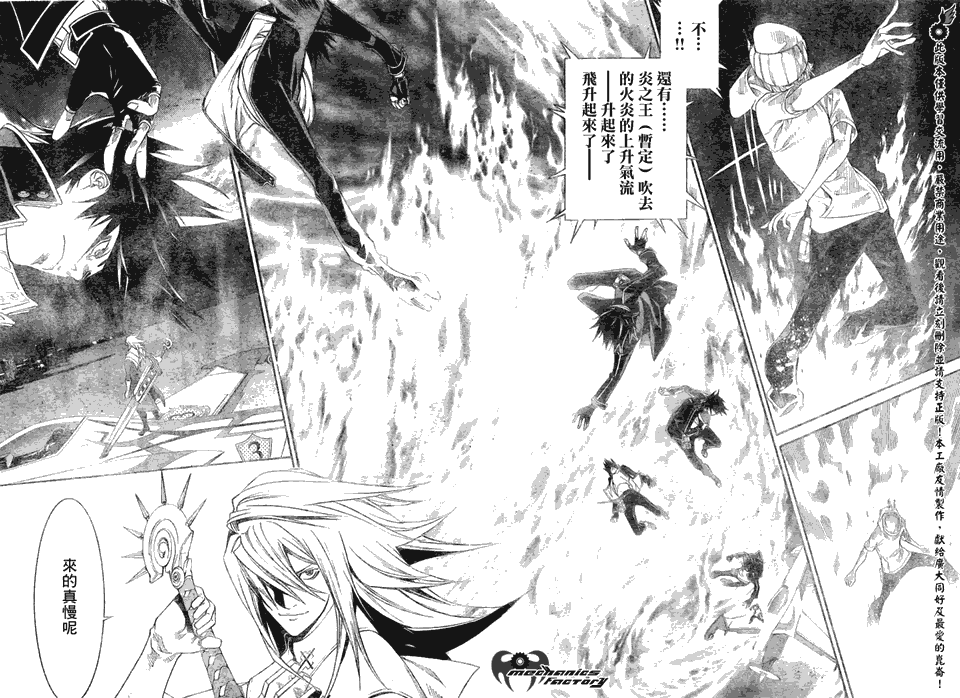 此版本僅供學習交流用，嚴禁商業用途，觀看後請立刻刪除並請支持正版！本工廠友情製作，獻給廣大同好及最愛的崑崙！
不…
…!!
還有……
炎之王（暫定）吹去
的火炎的上升氣流
——升起來了
飛升起來了——
3
來的真慢呢
mechanics
factory